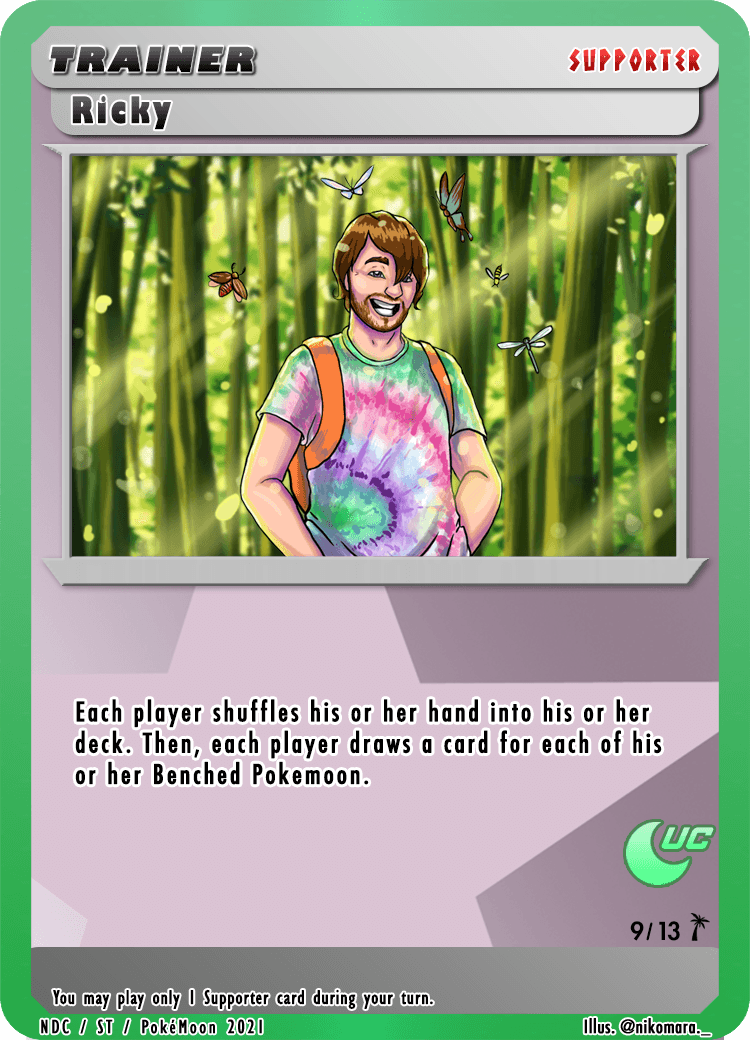 TRAINER SUPPORTER
Ricky
Each player shuffles his or her hand into his or her
deck. Then, each player draws a card for each of his
or her Benched Pokemoon.
UC
9/13
You may play only 1 Supporter card during your turn.
NDC / ST / PokéMoon 2021 Illus. @nikomara._